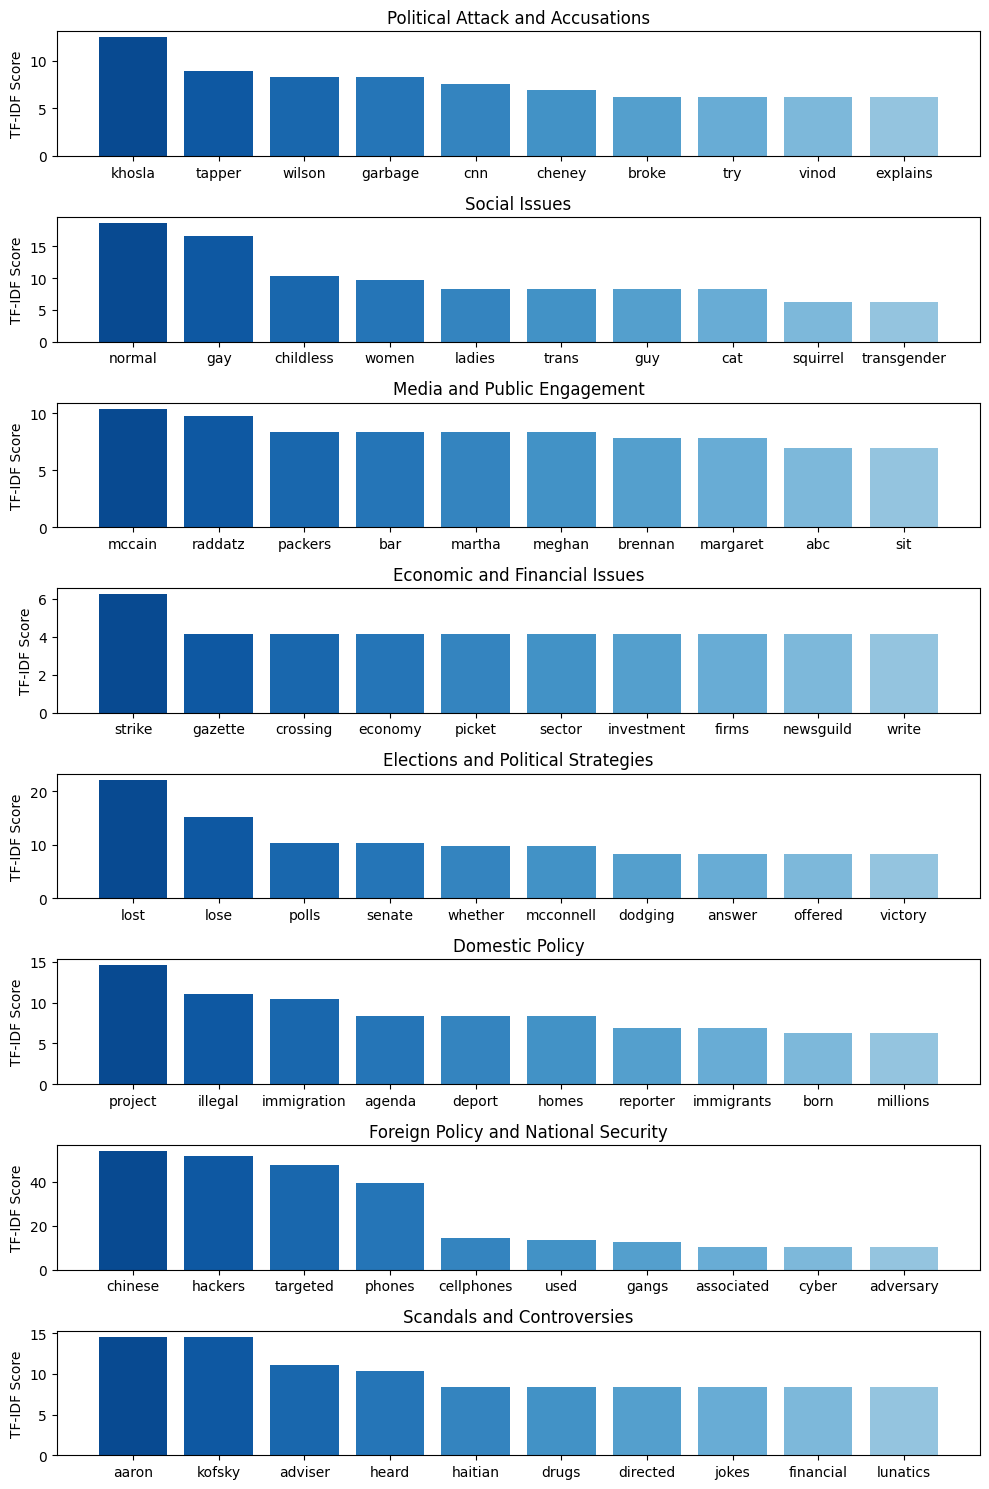 Political Attack and Accusations
TF-IDF Score
10
5
0
khosla tapper wilson garbage cnn cheney broke try vinod explains
Social Issues
TF-IDF Score
15
10
5
0
normal gay childless women ladies trans guy cat squirrel transgender
Media and Public Engagement
TF-IDF Score
10
5
0
mccain raddatz packers bar martha meghan brennan margaret abc sit
Economic and Financial Issues
TF-IDF Score
6
4
2
0
strike gazette crossing economy picket sector investment firms newsguild write
Elections and Political Strategies
TF-IDF Score
20
10
0
lost lose polls senate whether mcconnell dodging answer offered victory
Domestic Policy
TF-IDF Score
15
10
5
0
project illegal immigration agenda deport homes reporter immigrants born millions
Foreign Policy and National Security
TF-IDF Score
40
20
0
chinese hackers targeted phones cellphones used gangs associated cyber adversary
Scandals and Controversies
TF-IDF Score
15
10
5
0
aaron kofsky adviser heard haitian drugs directed jokes financial lunatics